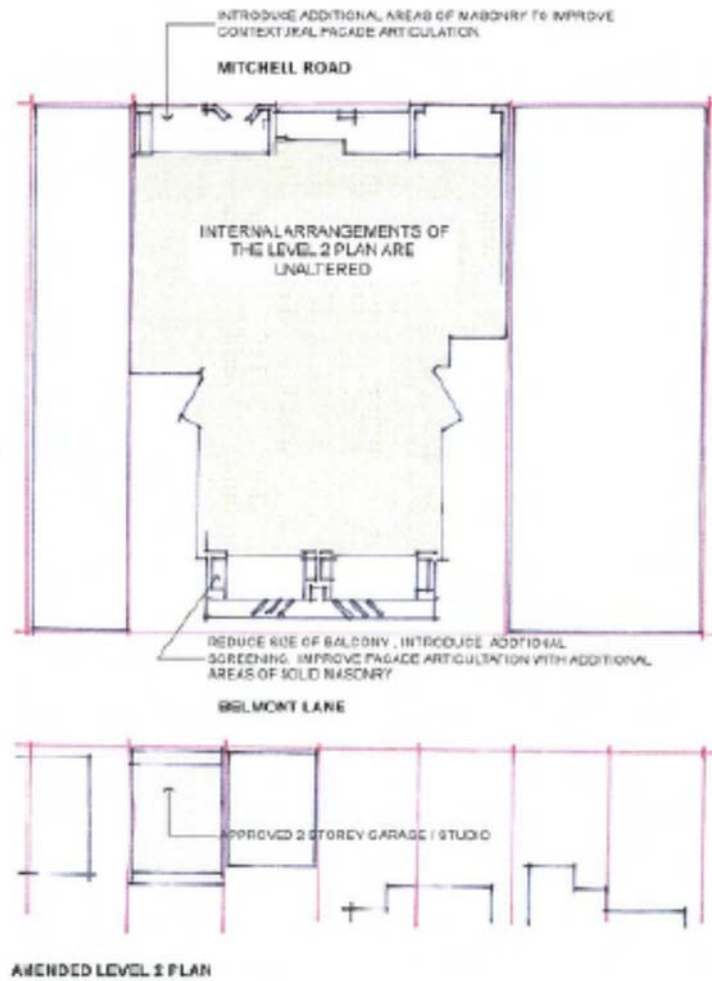 INTRODUCE ADDITIONAL AREAS OF MASONRY TO IMPROVE
CONTEXTURAL FACADE ARTICULATION
MITCHELL ROAD
INTERNAL ARRANGEMENTS OF
THE LEVEL 2 PLAN ARE
UNALTERED
REDUCE SIZE OF BALCONY, INTRODUCE ADDITIONAL
SCREENING, IMPROVE FACADE ARTICULTATION WITH ADDITIONAL
AREAS OF SOLID MASONRY
BELMONT LANE
APPROVED 2 STOREY GARAGE / STUDIO
AMENDED LEVEL 2 PLAN